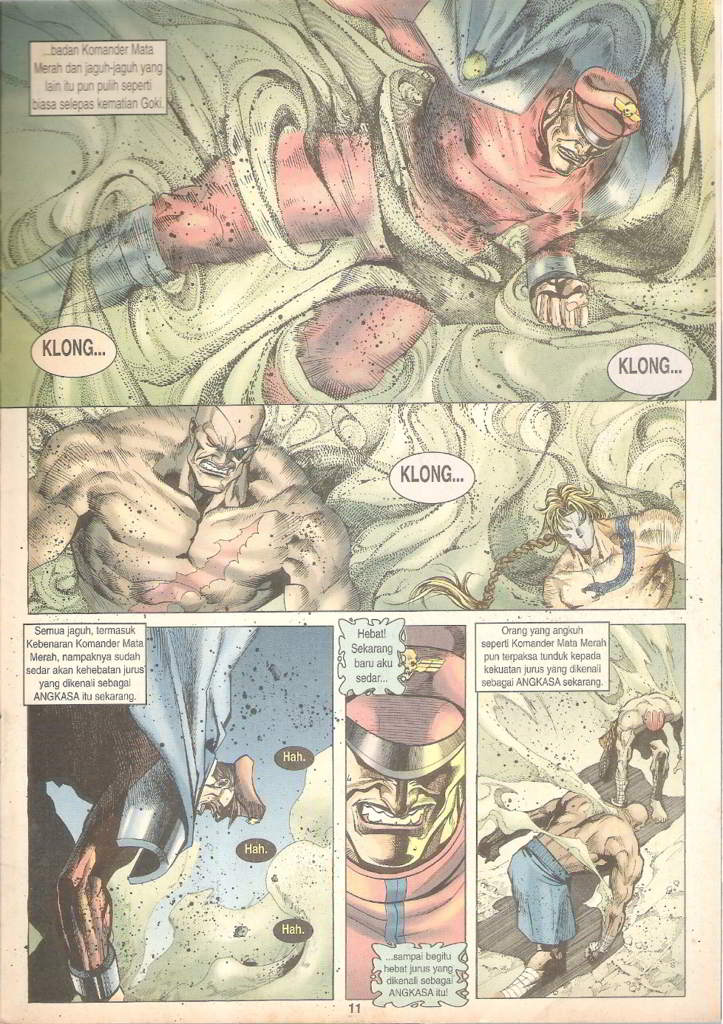 ...badan Komander Mata
Merah dan jaguh-jaguh yang
lain itu pun pulih seperti
biasa selepas kematian Goki.
KLONG...
KLONG...
KLONG...
Semua jaguh, termasuk
Kebenaran Komander Mata
Merah, nampaknya sudah
sedar akan kehebatan jurus
yang dikenali sebagai
ANGKASA itu sekarang.
Hah.
Hah.
Hah.
Hebat!
Sekarang
baru aku
sedar...
...sampai begitu
hebat jurus yang
dikenali sebagai
ANGKASA itu!
Orang yang angkuh
seperti Komander Mata Merah
pun terpaksa tunduk kepada
kekuatan jurus yang dikenali
sebagai ANGKASA sekarang.
11